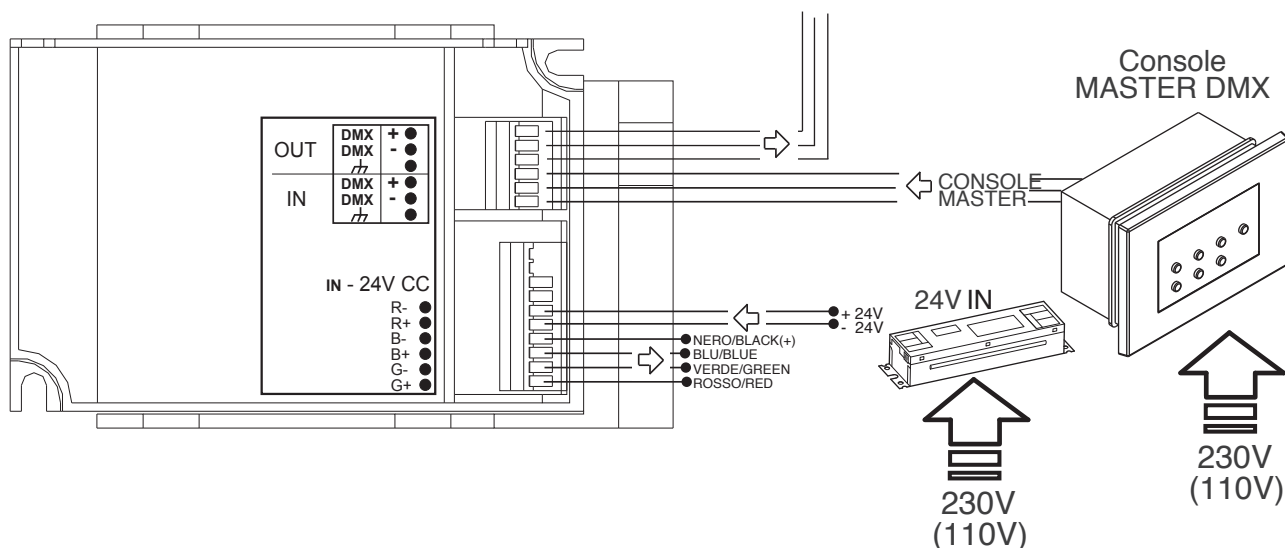 Console
MASTER DMX
OUT
DMX + ●
DMX - ●
●
IN
DMX + ●
DMX - ●
●
CONSOLE
MASTER
IN - 24V CC
R- ●
R+ ●
B- ●
B+ ●
G- ●
G+ ●
+ 24V
- 24V
NERO/BLACK(+)
BLU/BLUE
VERDE/GREEN
ROSSO/RED
24V IN
230V
(110V)
230V
(110V)